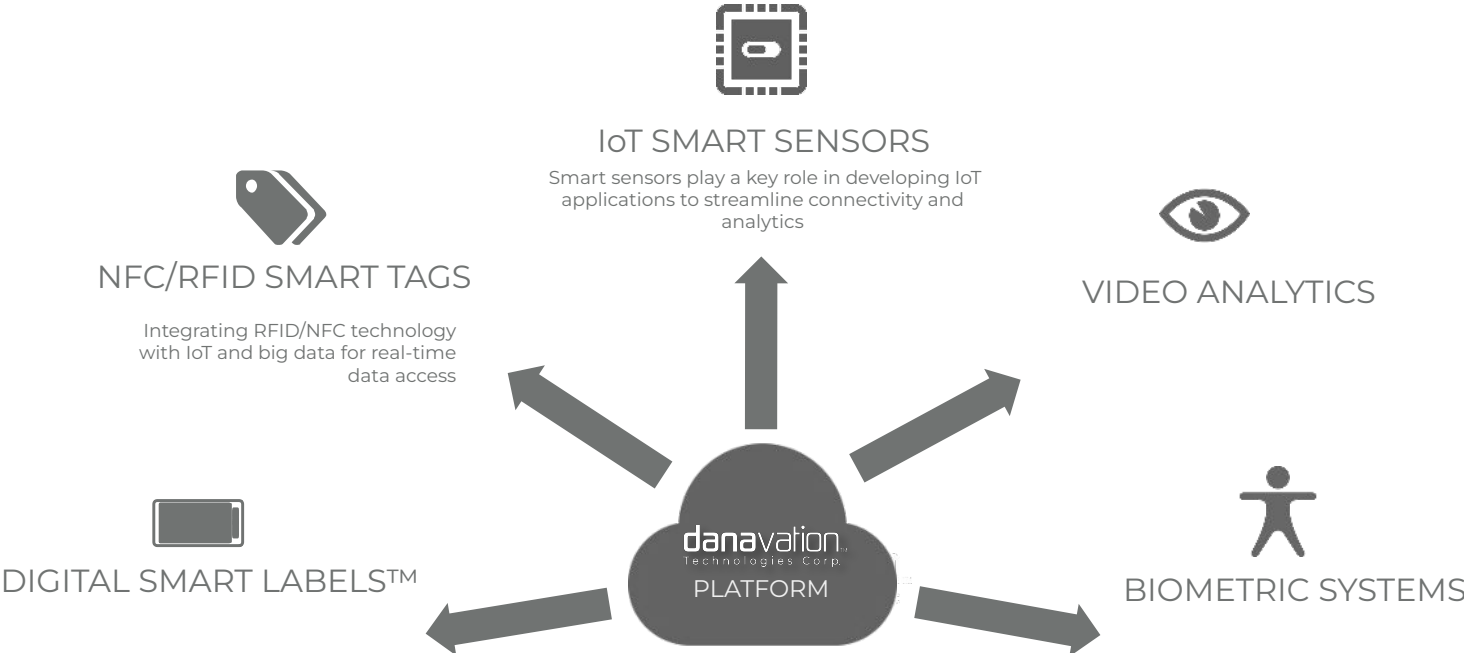 IoT SMART SENSORS
Smart sensors play a key role in developing IoT
applications to streamline connectivity and
analytics
NFC/RFID SMART TAGS
Integrating RFID/NFC technology
with IoT and big data for real-time
data access
VIDEO ANALYTICS
DIGITAL SMART LABELS™
BIOMETRIC SYSTEMS
danavation™
Technologies Corp.
PLATFORM